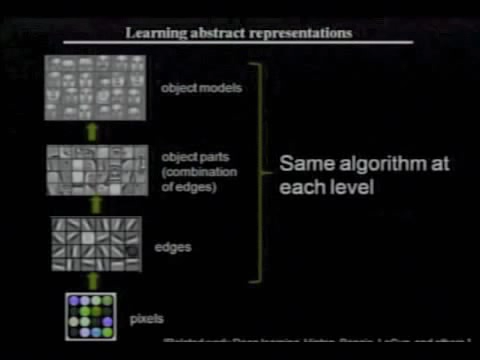 Learning abstract representations
object models
object parts
(combination
of edges)
Same algorithm at
each level
edges
pixels